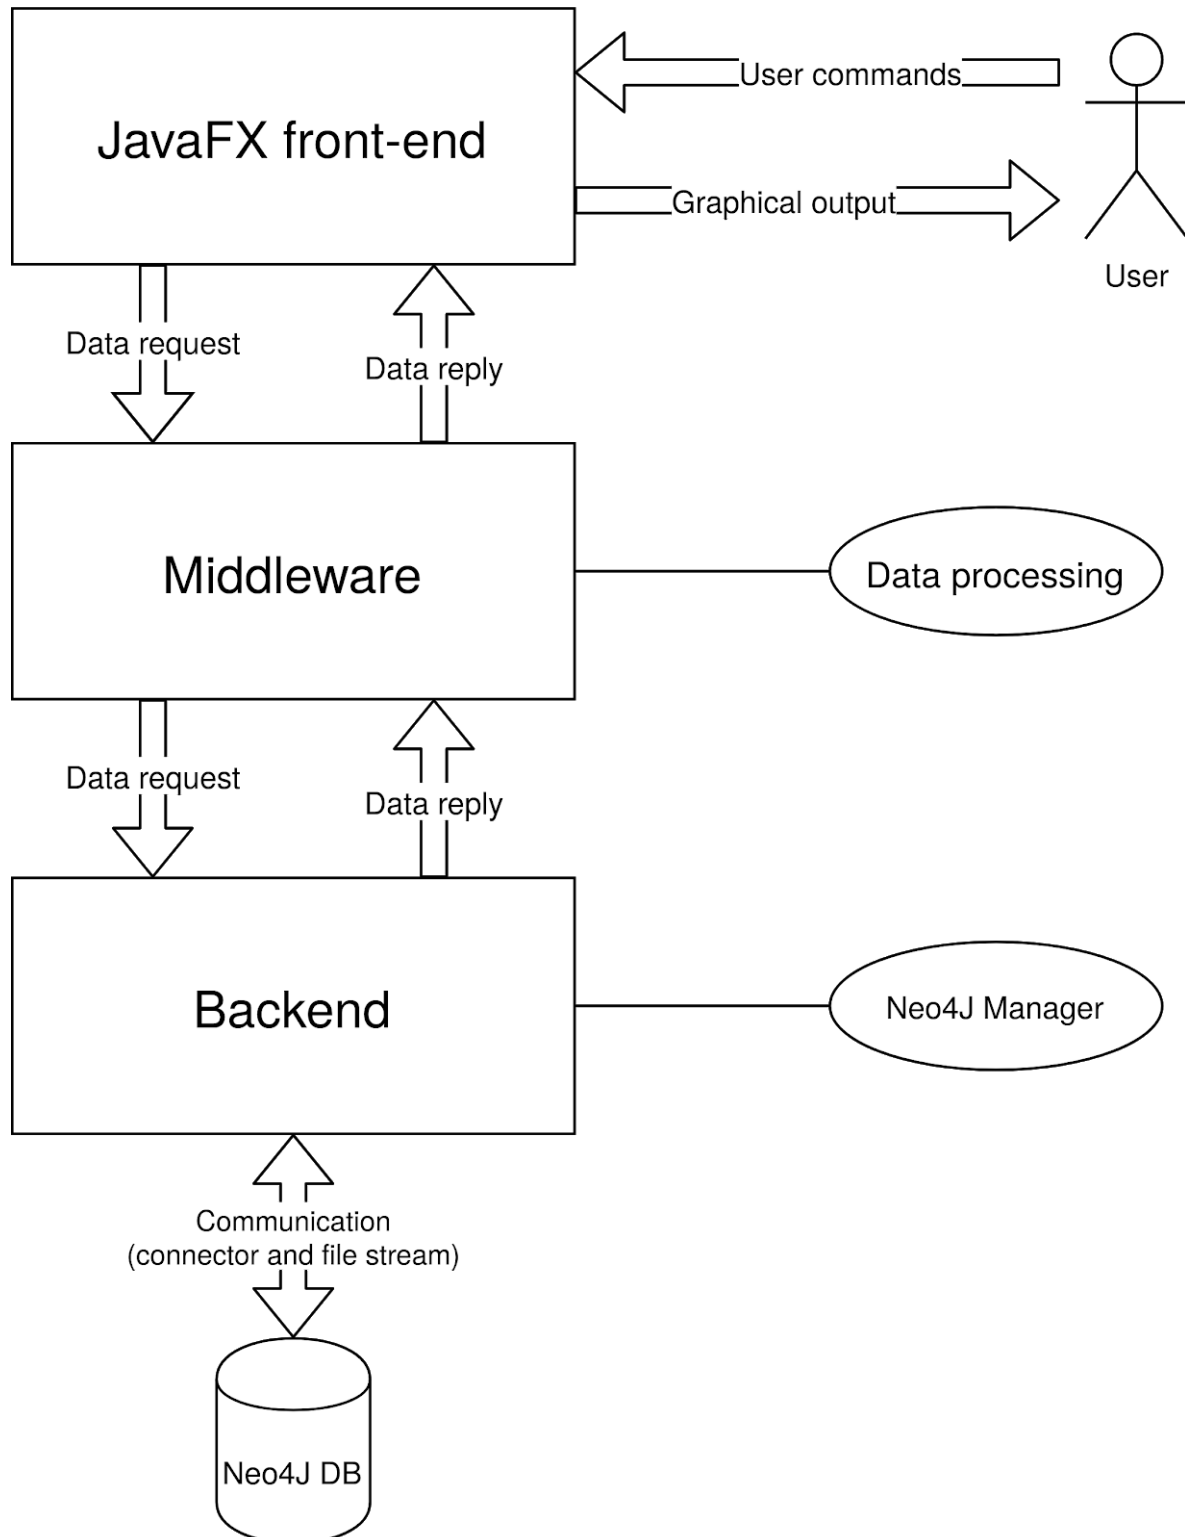 JavaFX front-end
User commands
Graphical output
User
Data request
Data reply
Middleware
Data processing
Data request
Data reply
Backend
Neo4J Manager
Communication
(connector and file stream)
Neo4J DB